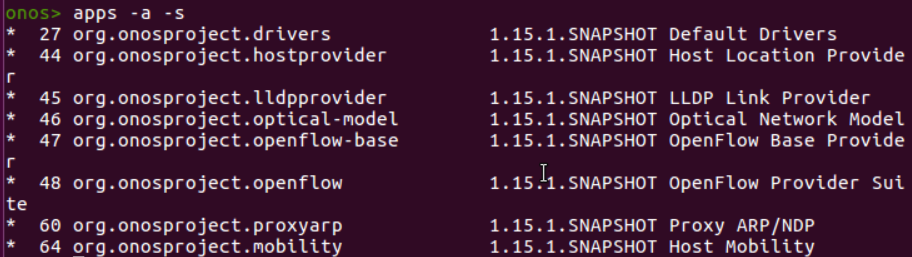 onos> apps -a -s
*  27 org.onosproject.drivers              1.15.1.SNAPSHOT Default Drivers
*  44 org.onosproject.hostprovider         1.15.1.SNAPSHOT Host Location Provide
r
*  45 org.onosproject.lldpprovider         1.15.1.SNAPSHOT LLDP Link Provider
*  46 org.onosproject.optical-model        1.15.1.SNAPSHOT Optical Network Model
*  47 org.onosproject.openflow-base        1.15.1.SNAPSHOT OpenFlow Base Provide
r
*  48 org.onosproject.openflow             1.15.1.SNAPSHOT OpenFlow Provider Sui
te
*  60 org.onosproject.proxyarp             1.15.1.SNAPSHOT Proxy ARP/NDP
*  64 org.onosproject.mobility             1.15.1.SNAPSHOT Host Mobility